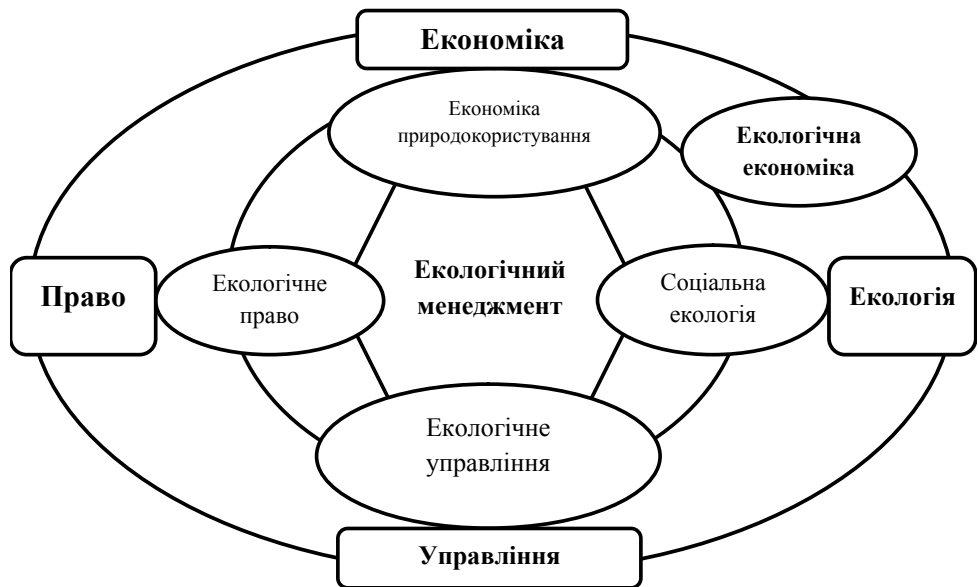 Економіка
Економіка
природокористування
Екологічна
економіка
Право
Екологічне
право
Екологічний
менеджмент
Соціальна
екологія
Екологія
Екологічне
управління
Управління